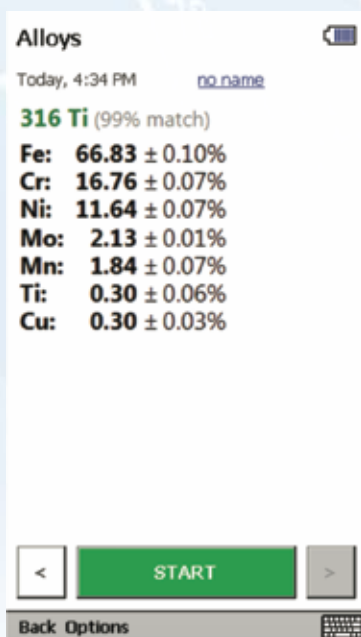 Alloys
Today, 4:34 PM no name
316 Ti (99% match)
Fe: 66.83 ± 0.10%
Cr: 16.76 ± 0.07%
Ni: 11.64 ± 0.07%
Mo: 2.13 ± 0.01%
Mn: 1.84 ± 0.07%
Ti: 0.30 ± 0.06%
Cu: 0.30 ± 0.03%
< START >
Back Options